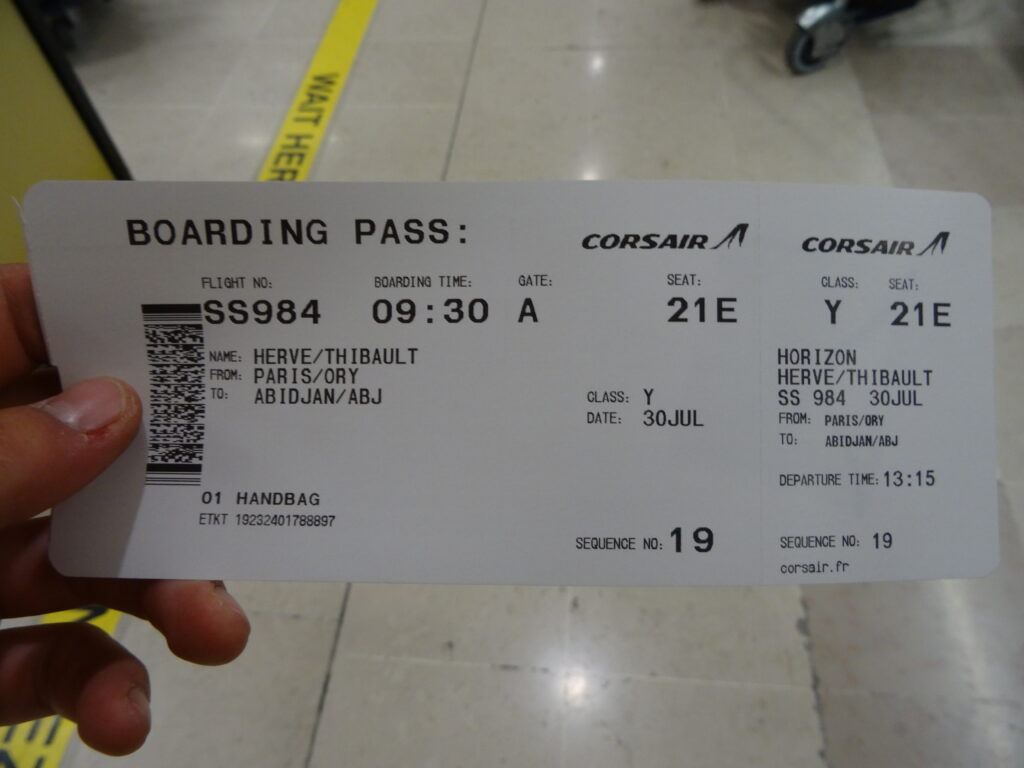 WAIT HERE
BOARDING PASS:
CORSAIR
FLIGHT NO: BOARDING TIME: GATE: SEAT:
SS984 09:30 A 21E
NAME: HERVE/THIBAULT
FROM: PARIS/ORY
TO: ABIDJAN/ABJ
CLASS: Y
DATE: 30JUL
01 HANDBAG
ETKT 19232401788897
SEQUENCE NO: 19
CORSAIR
CLASS: SEAT:
Y 21E
HORIZON
HERVE/THIBAULT
SS 984 30JUL
FROM: PARIS/ORY
TO: ABIDJAN/ABJ
DEPARTURE TIME: 13:15
SEQUENCE NO: 19
corsair.fr